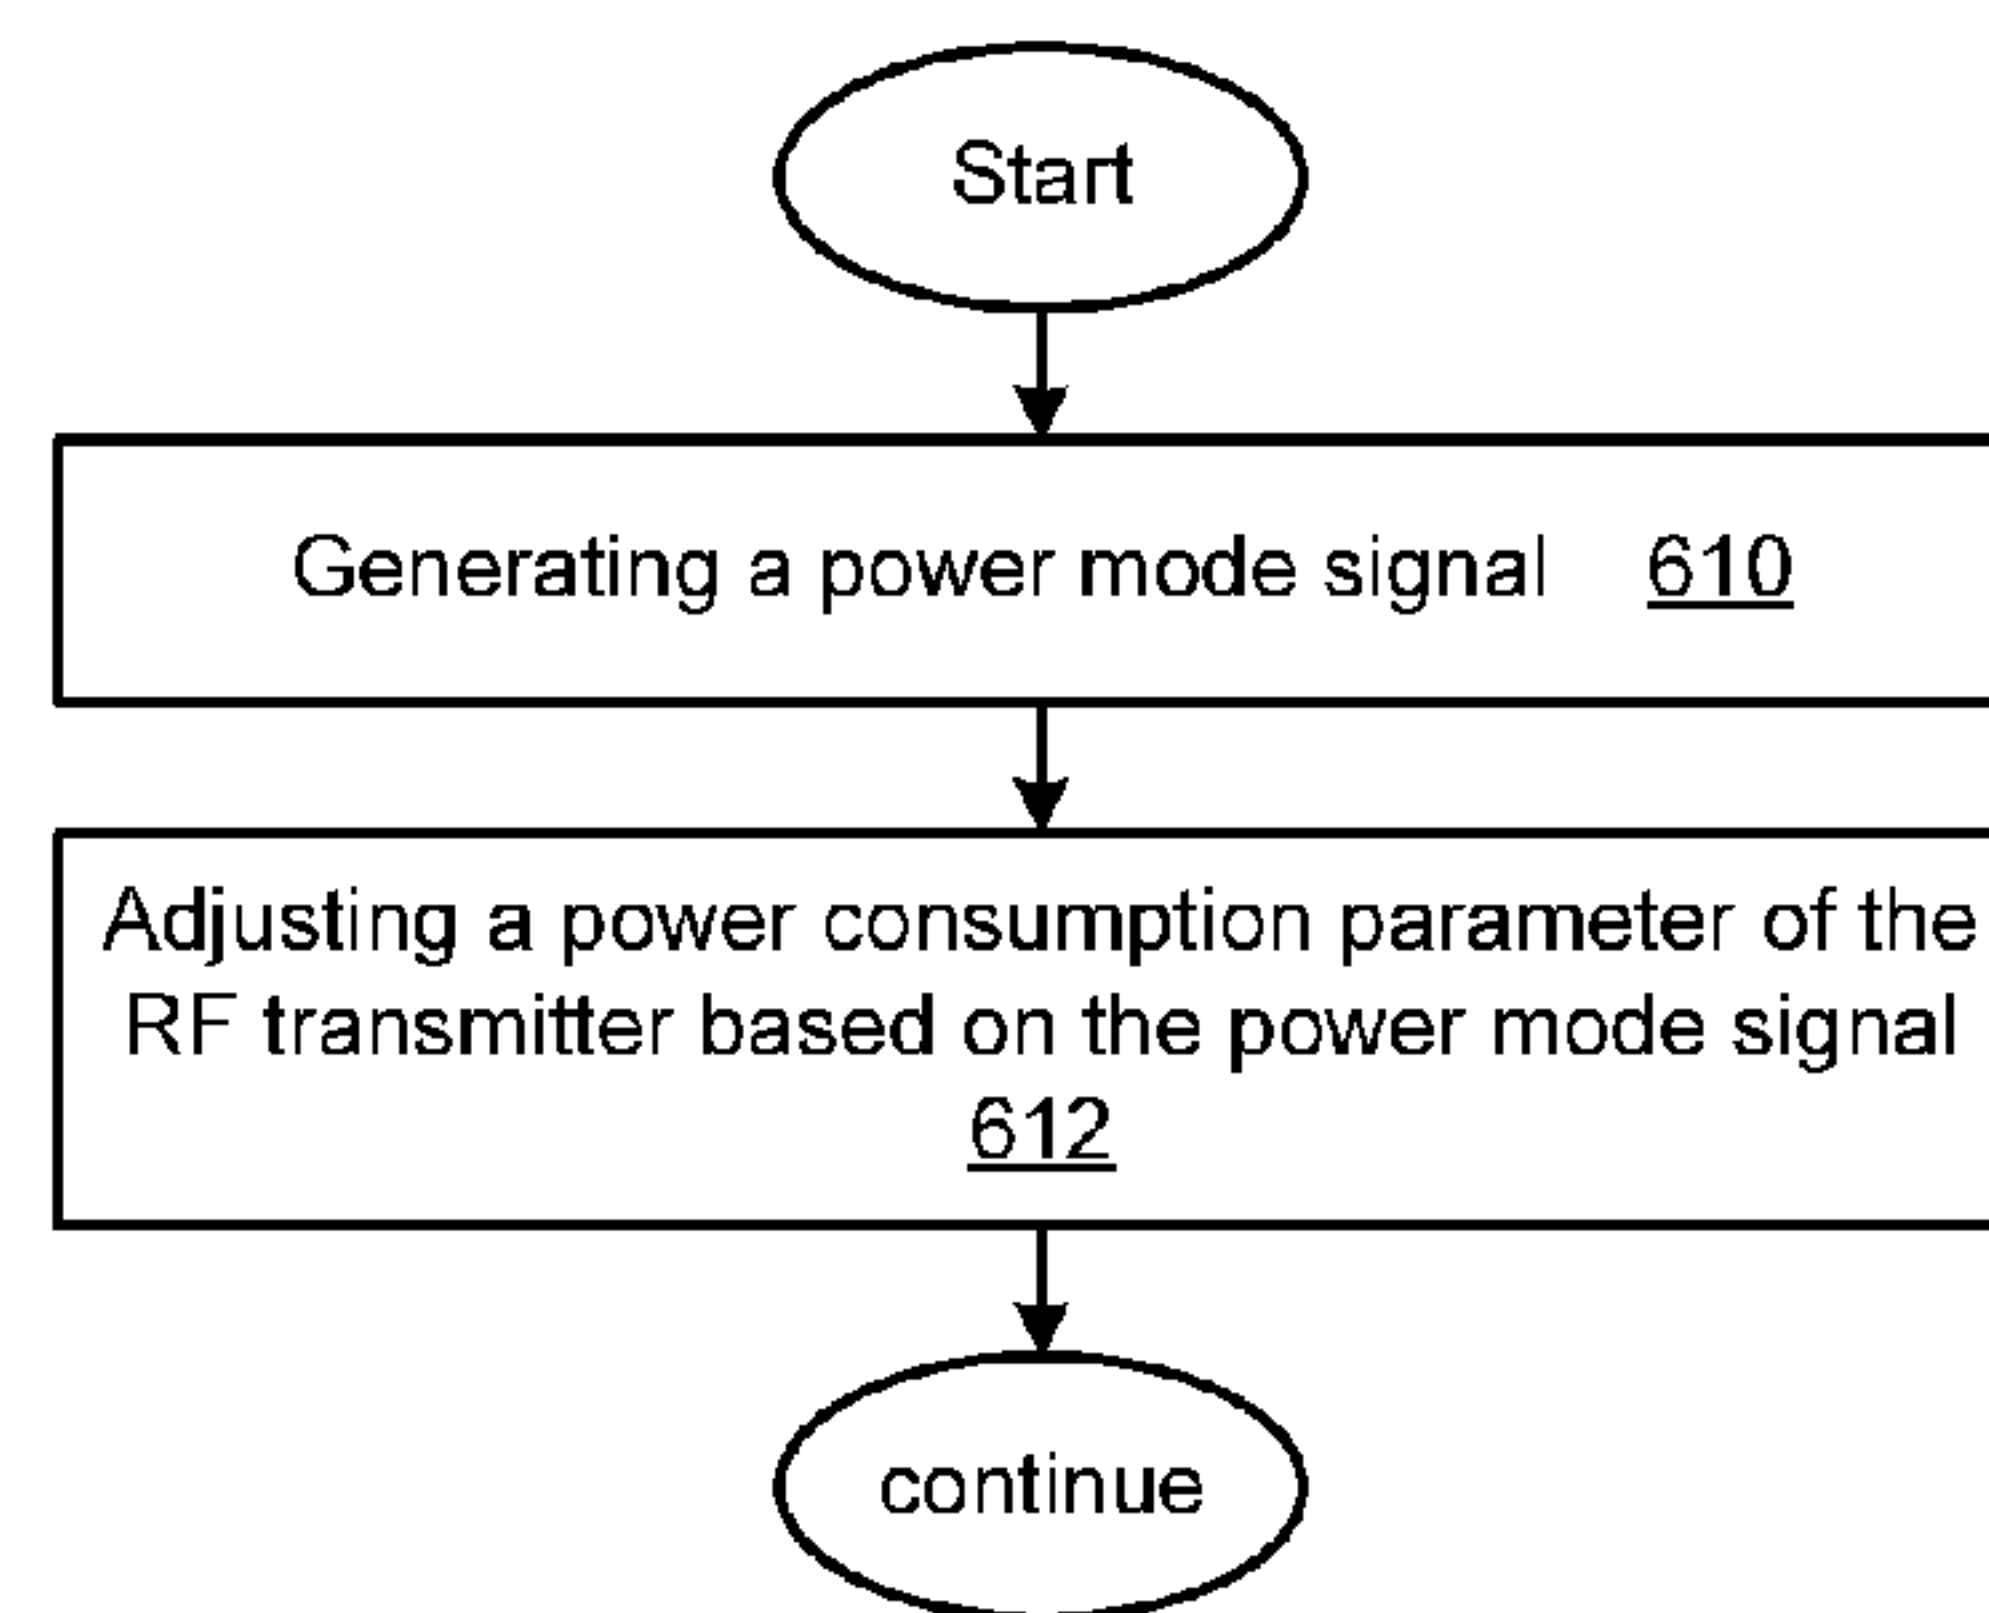 Start
Generating a power mode signal 610
Adjusting a power consumption parameter of the
RF transmitter based on the power mode signal
612
continue